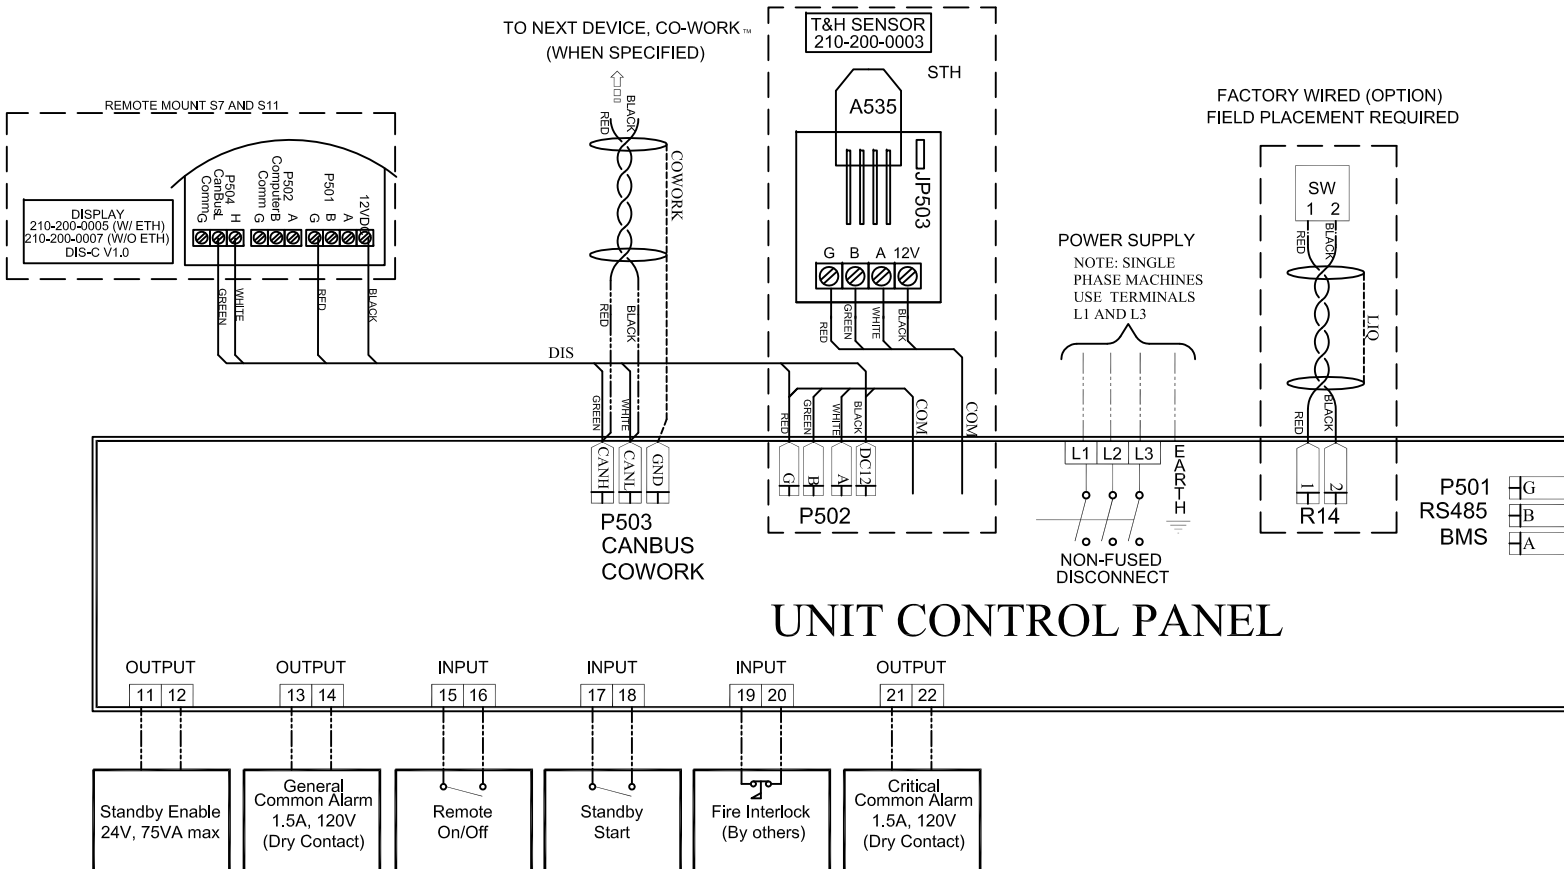 TO NEXT DEVICE, CO-WORK™
(WHEN SPECIFIED)
T&H SENSOR
210-200-0003
STH
A535
JP503
G B A 12V
RED
GREEN
WHITE
BLACK
REMOTE MOUNT S7 AND S11
DISPLAY
210-200-0005 (W/ ETH)
210-200-0007 (W/O ETH)
DIS-C V1.0
P504
CanBus
Comm
G L H
P502
Computer
Comm
G B A
P501
G B A
12VDC
GREEN
WHITE
RED
BLACK
DIS
RED
BLACK
COWORK
RED
BLACK
GREEN
WHITE
CANH
CANL
GND
P503
CANBUS
COWORK
RED
GREEN
WHITE
BLACK
COM
COM
G
B
A
DC12
P502
POWER SUPPLY
NOTE: SINGLE
PHASE MACHINES
USE TERMINALS
L1 AND L3
L1 L2 L3
EARTH
NON-FUSED
DISCONNECT
FACTORY WIRED (OPTION)
FIELD PLACEMENT REQUIRED
SW
1 2
RED
BLACK
LIQ
RED
BLACK
1
2
R14
P501
RS485
BMS
G
B
A
UNIT CONTROL PANEL
OUTPUT
11 12
OUTPUT
13 14
INPUT
15 16
INPUT
17 18
INPUT
19 20
OUTPUT
21 22
Standby Enable
24V, 75VA max
General
Common Alarm
1.5A, 120V
(Dry Contact)
Remote
On/Off
Standby
Start
Fire Interlock
(By others)
Critical
Common Alarm
1.5A, 120V
(Dry Contact)